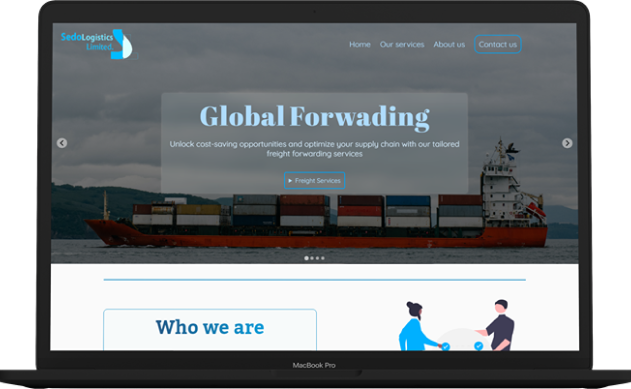 SedoLogistics
Limited
Home Our services About us Contact us
Global Forwading
Unlock cost-saving opportunities and optimize your supply chain with our tailored
freight forwarding services
► Freight Services
Who we are
MacBook Pro